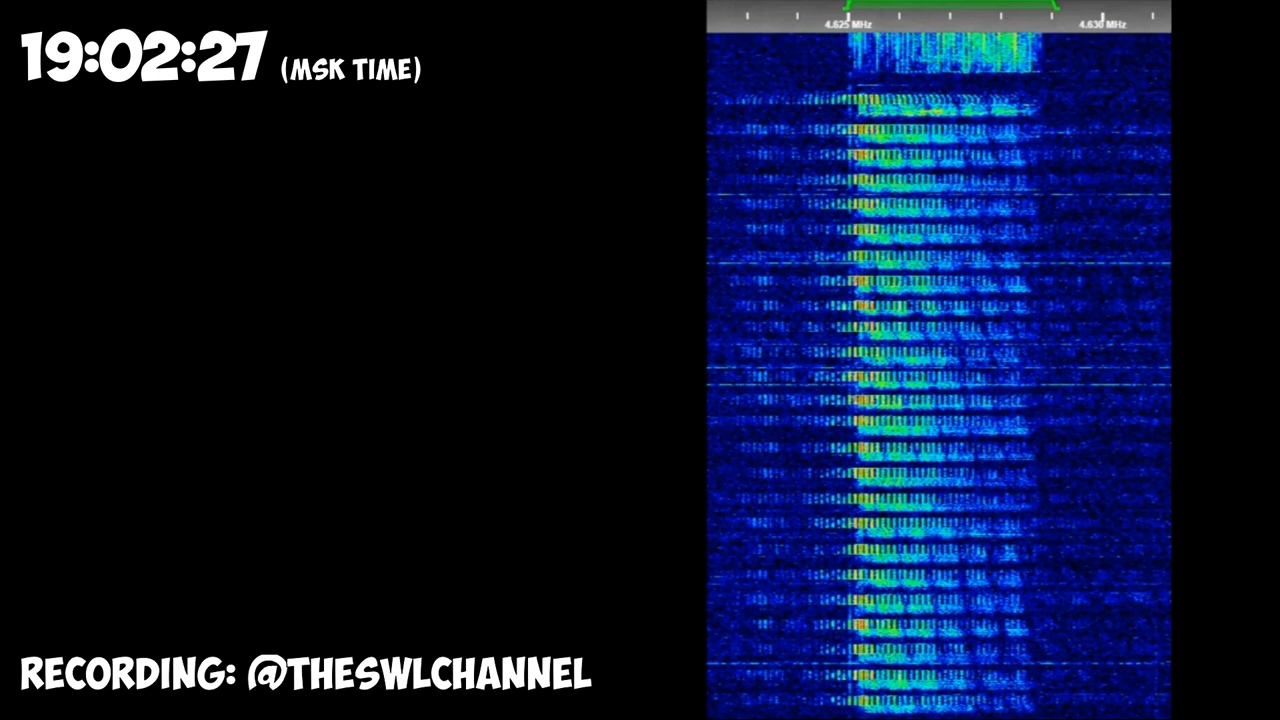 19:02:27 (MSK TIME)
4.625 MHz 4.630 MHz
RECORDING: @THESWLCHANNEL